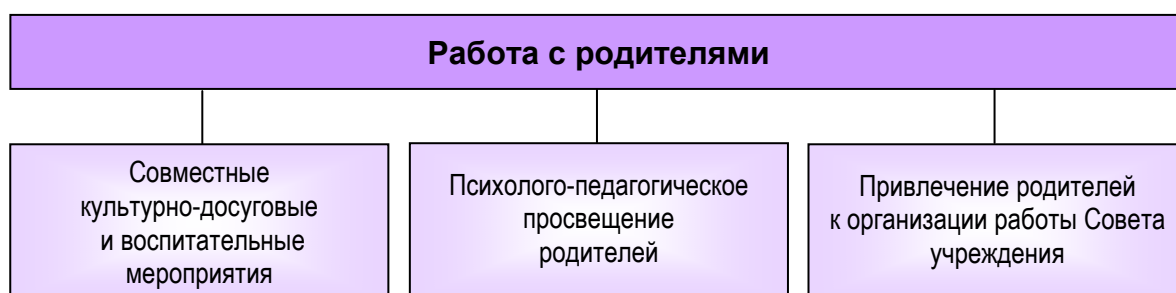 Работа с родителями
Совместные
культурно-досуговые
и воспитательные
мероприятия
Психолого-педагогическое
просвещение
родителей
Привлечение родителей
к организации работы Совета
учреждения